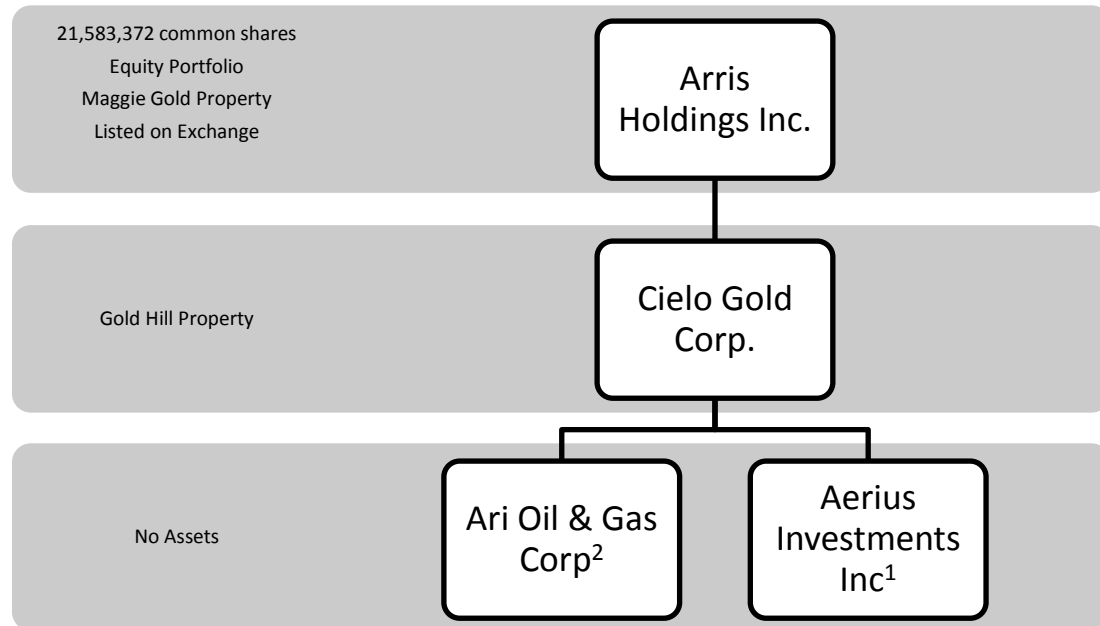 21,583,372 common shares
Equity Portfolio
Maggie Gold Property
Listed on Exchange
Arris
Holdings Inc.
Gold Hill Property
Cielo Gold
Corp.
No Assets
Ari Oil & Gas
Corp²
Aerius
Investments
Inc¹